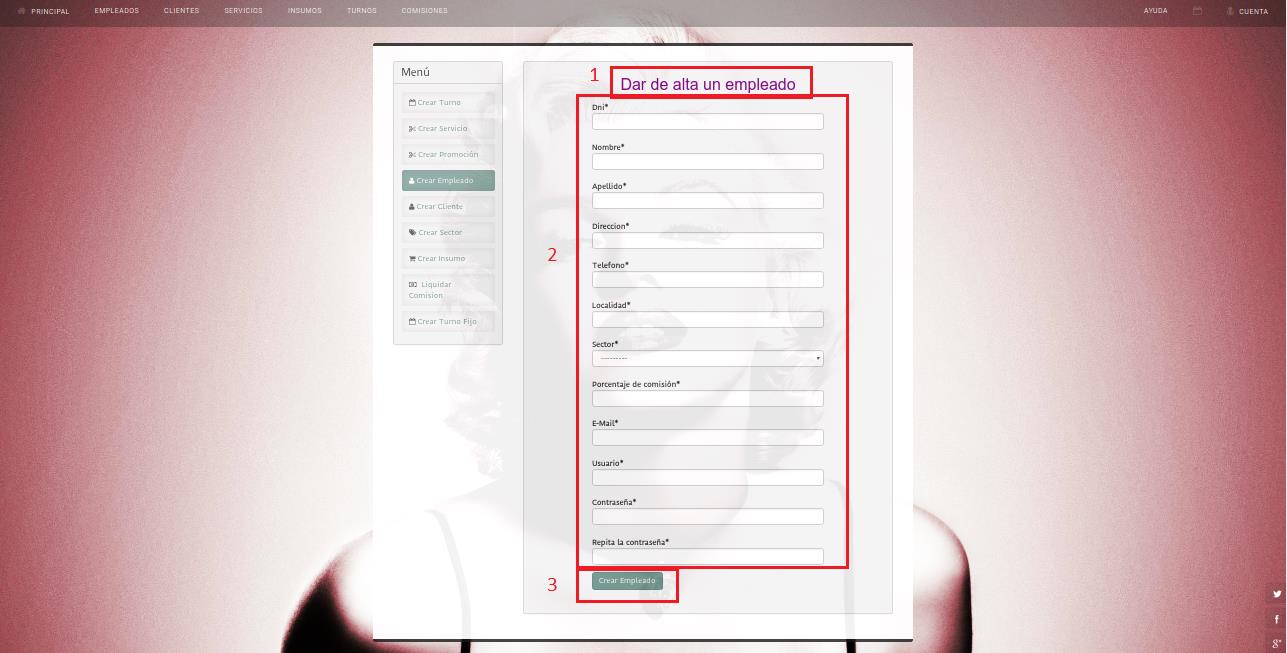 PRINCIPAL EMPLEADOS CLIENTES SERVICIOS INSUMOS TURNOS COMISIONES AYUDA CUENTA
Menú
Crear Turno
Crear Servicio
Crear Promoción
Crear Empleado
Crear Cliente
Crear Sector
Crear Insumo
Liquidar
Comision
Crear Turno Fijo
1 Dar de alta un empleado
Dni*
Nombre*
Apellido*
Direccion*
2
Telefono*
Localidad*
Sector*
---------
Porcentaje de comisión*
E-Mail*
Usuario*
Contraseña*
Repita la contraseña*
3 Crear Empleado